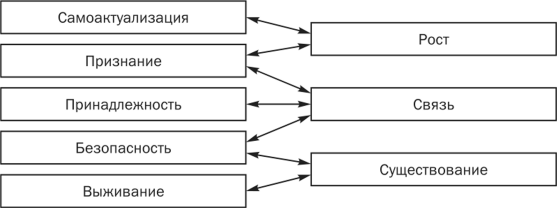 Самоактуализация
Признание
Принадлежность
Безопасность
Выживание
Рост
Связь
Существование